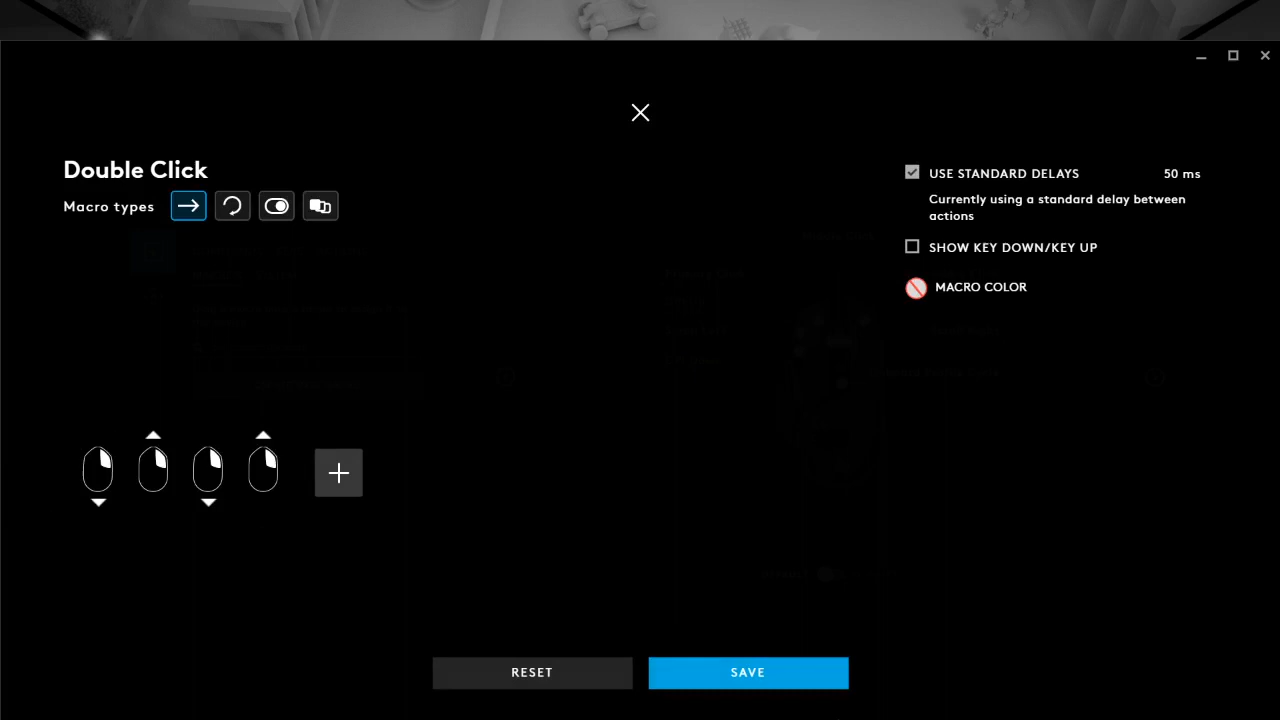 Double Click
Macro types
USE STANDARD DELAYS 50 ms
Currently using a standard delay between
actions
SHOW KEY DOWN/KEY UP
MACRO COLOR
RESET
SAVE